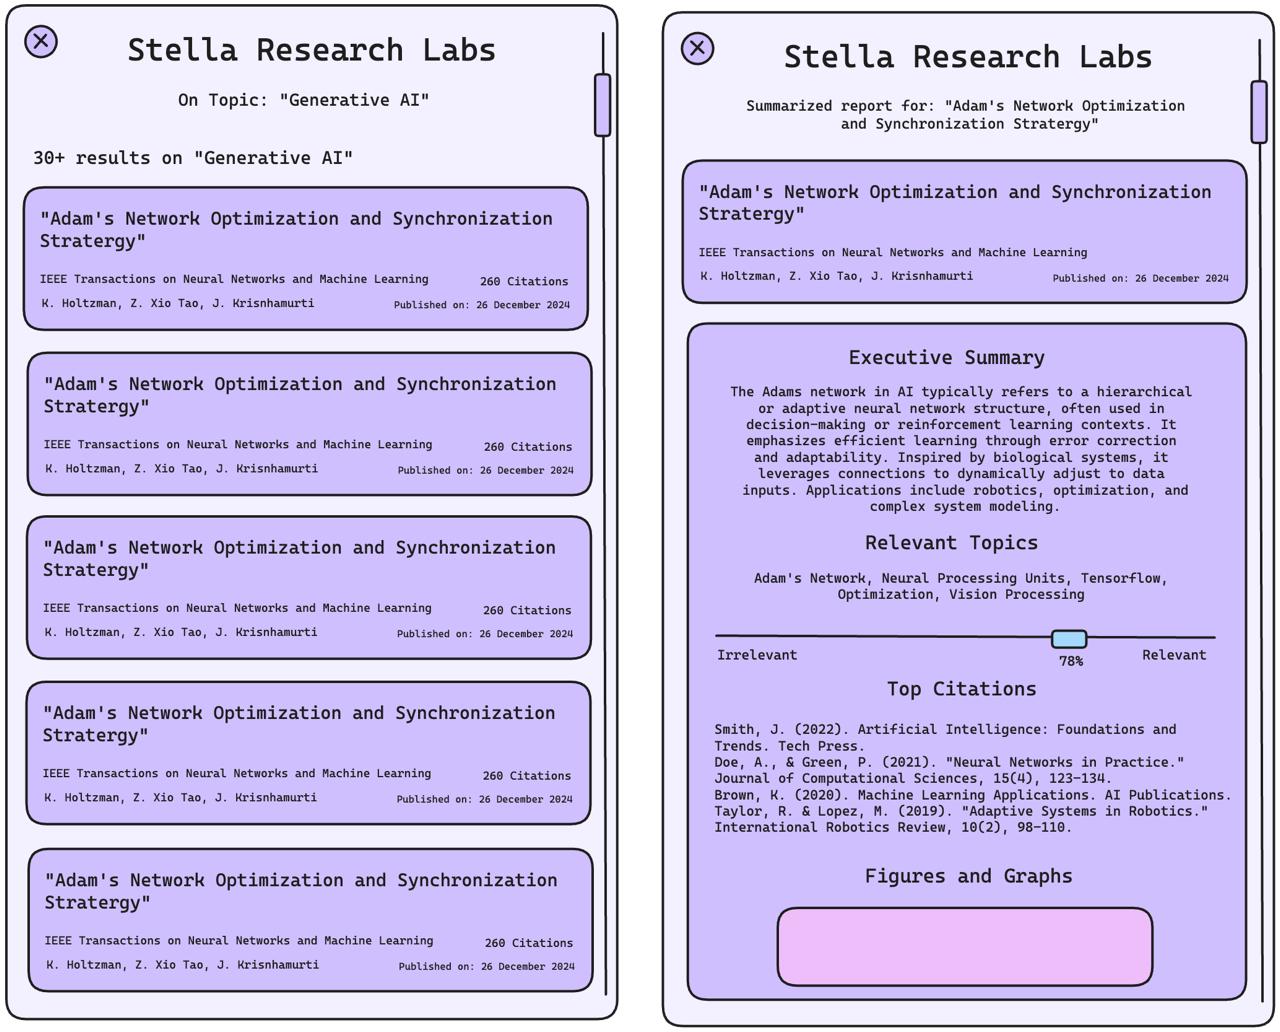 Stella Research Labs
On Topic: "Generative AI"
30+ results on "Generative AI"
"Adam's Network Optimization and Synchronization
Stratergy"
IEEE Transactions on Neural Networks and Machine Learning
260 Citations
K. Holtzman, Z. Xio Tao, J. Krisnhamurti
Published on: 26 December 2024
"Adam's Network Optimization and Synchronization
Stratergy"
IEEE Transactions on Neural Networks and Machine Learning
260 Citations
K. Holtzman, Z. Xio Tao, J. Krisnhamurti
Published on: 26 December 2024
"Adam's Network Optimization and Synchronization
Stratergy"
IEEE Transactions on Neural Networks and Machine Learning
260 Citations
K. Holtzman, Z. Xio Tao, J. Krisnhamurti
Published on: 26 December 2024
"Adam's Network Optimization and Synchronization
Stratergy"
IEEE Transactions on Neural Networks and Machine Learning
260 Citations
K. Holtzman, Z. Xio Tao, J. Krisnhamurti
Published on: 26 December 2024
"Adam's Network Optimization and Synchronization
Stratergy"
IEEE Transactions on Neural Networks and Machine Learning
260 Citations
K. Holtzman, Z. Xio Tao, J. Krisnhamurti
Published on: 26 December 2024
Stella Research Labs
Summarized report for: "Adam's Network Optimization
and Synchronization Stratergy"
"Adam's Network Optimization and Synchronization
Stratergy"
IEEE Transactions on Neural Networks and Machine Learning
K. Holtzman, Z. Xio Tao, J. Krisnhamurti
Published on: 26 December 2024
Executive Summary
The Adams network in AI typically refers to a hierarchical
or adaptive neural network structure, often used in
decision-making or reinforcement learning contexts. It
emphasizes efficient learning through error correction
and adaptability. Inspired by biological systems, it
leverages connections to dynamically adjust to data
inputs. Applications include robotics, optimization, and
complex system modeling.
Relevant Topics
Adam's Network, Neural Processing Units, Tensorflow,
Optimization, Vision Processing
Irrelevant
78%
Relevant
Top Citations
Smith, J. (2022). Artificial Intelligence: Foundations and
Trends. Tech Press.
Doe, A., & Green, P. (2021). "Neural Networks in Practice."
Journal of Computational Sciences, 15(4), 123–134.
Brown, K. (2020). Machine Learning Applications. AI Publications.
Taylor, R. & Lopez, M. (2019). "Adaptive Systems in Robotics."
International Robotics Review, 10(2), 98–110.
Figures and Graphs